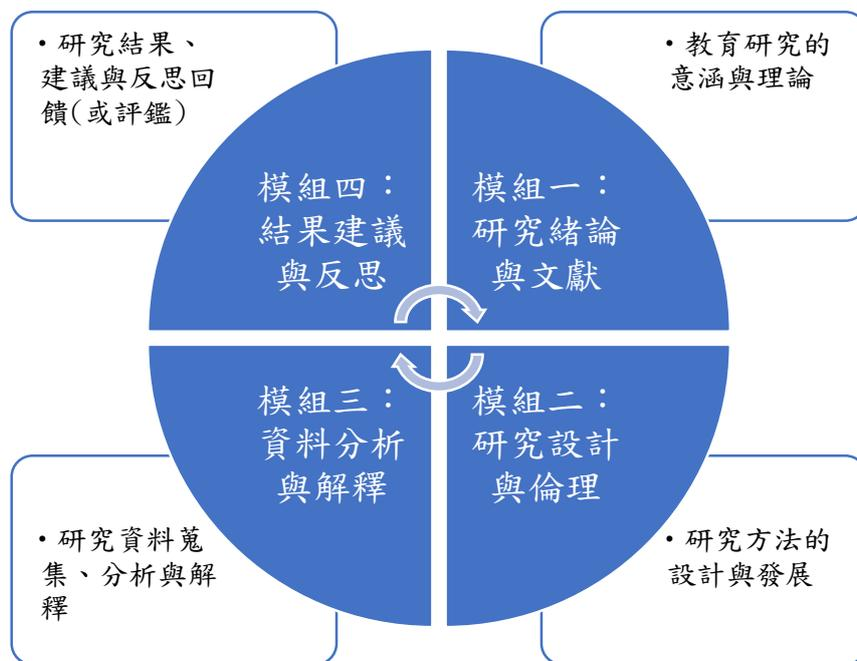 • 研究結果、
建議與反思回
饋(或評鑑)
• 教育研究的
意涵與理論
模組四：
結果建議
與反思
模組一：
研究緒論
與文獻
模組三：
資料分析
與解釋
模組二：
研究設計
與倫理
• 研究資料蒐
集、分析與解
釋
• 研究方法的
設計與發展